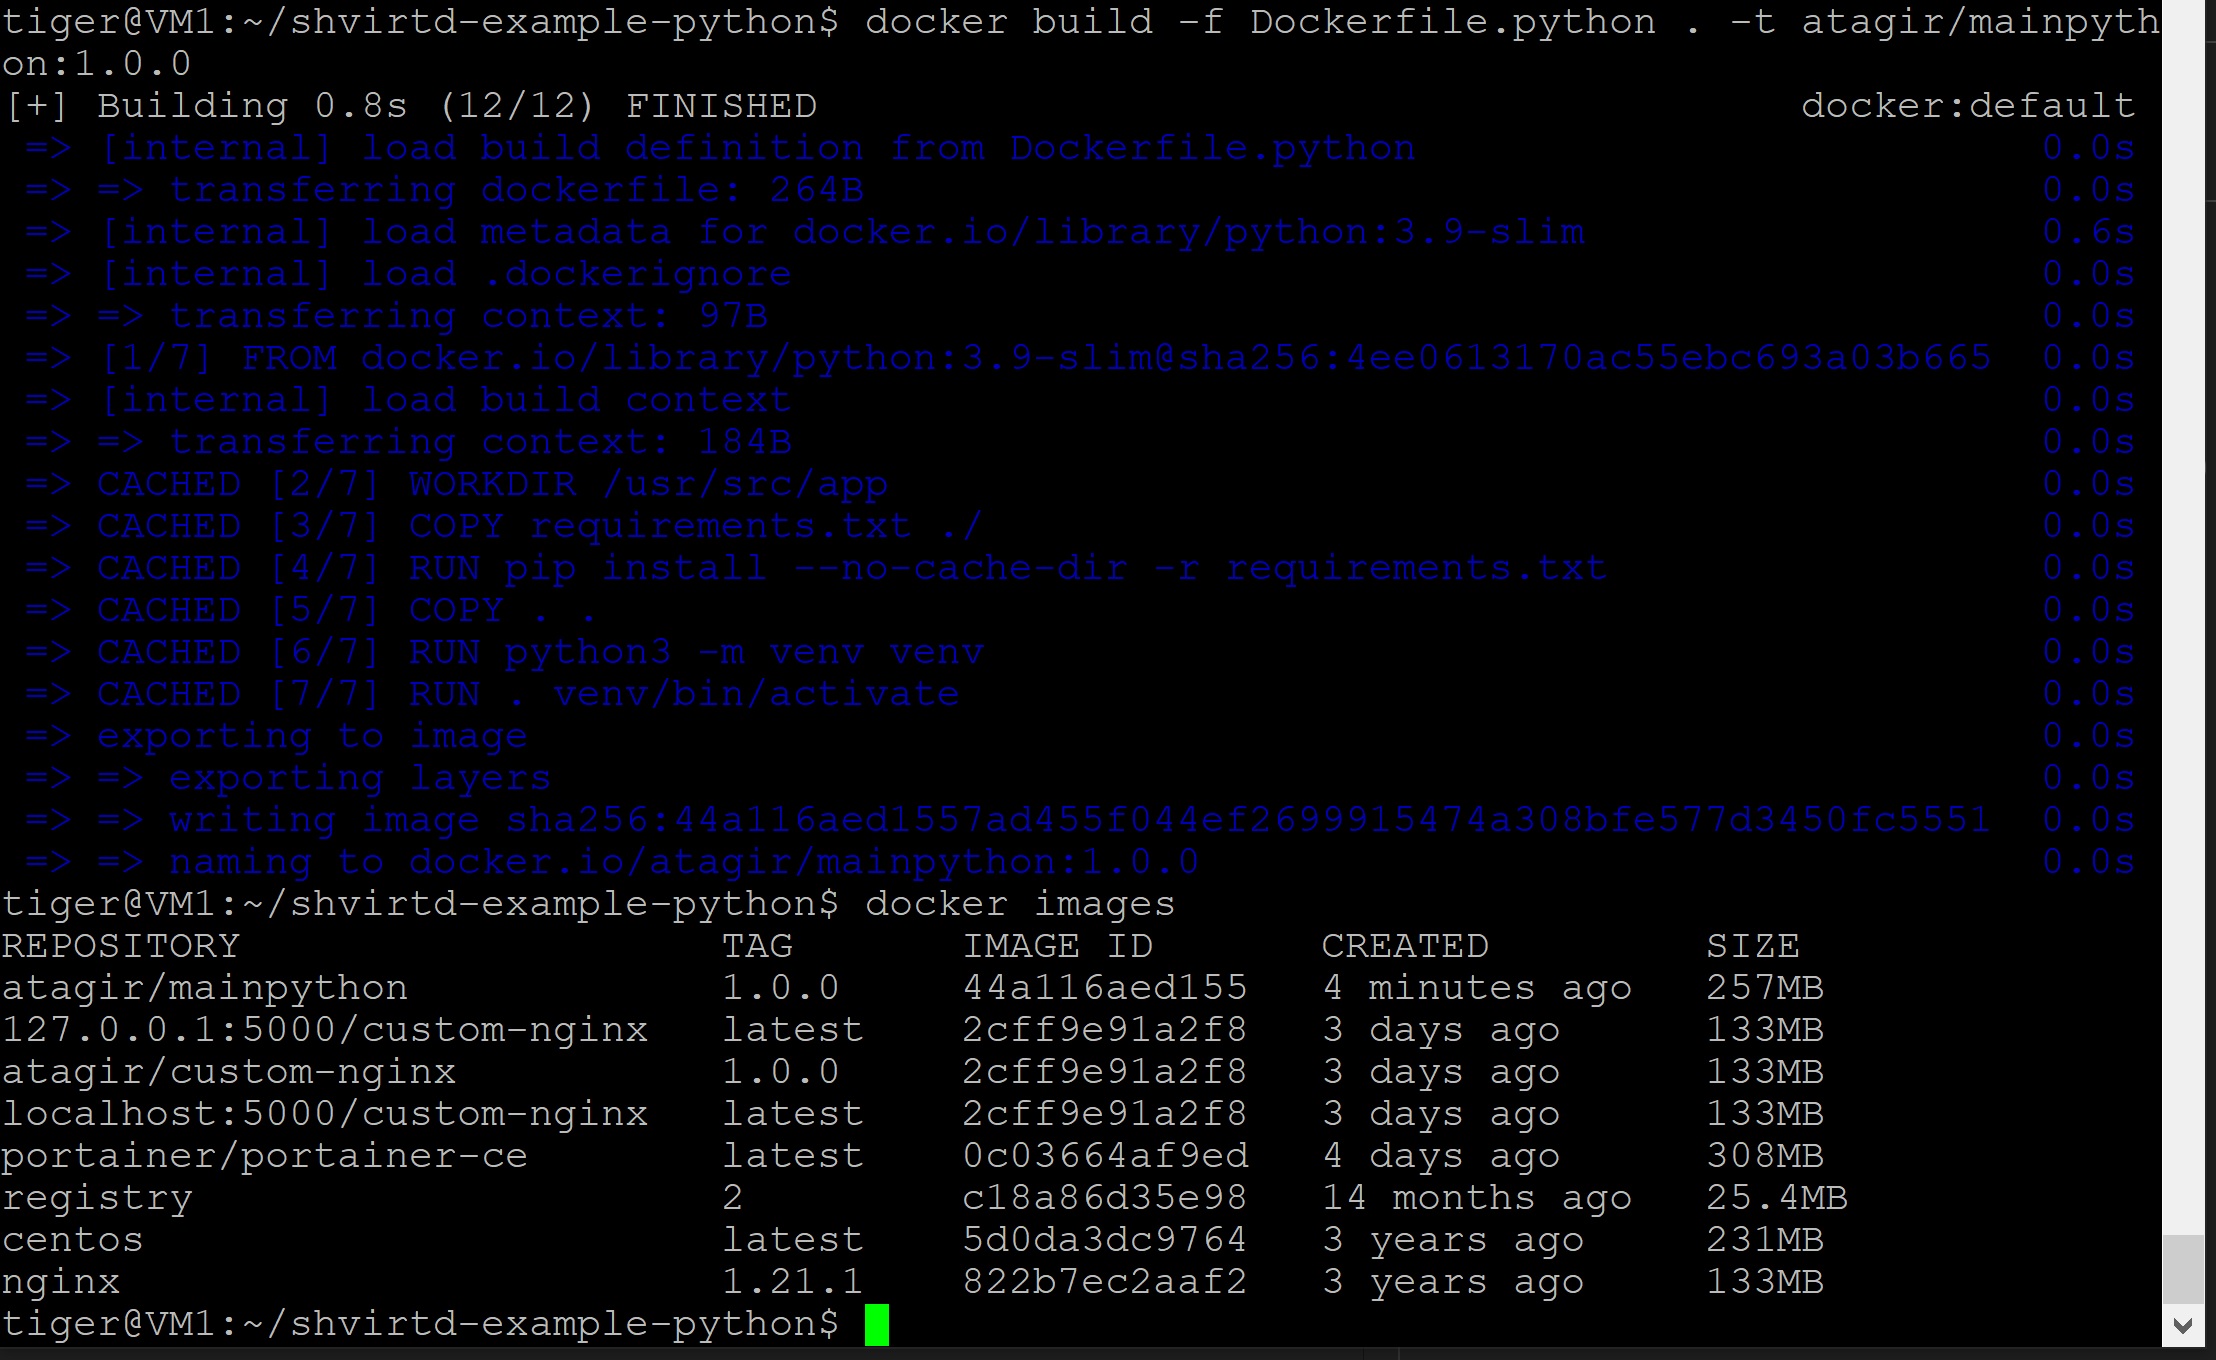 tiger@VM1:~/shvirtd-example-python$ docker build -f Dockerfile.python . -t atagir/mainpyth
on:1.0.0
[+] Building 0.8s (12/12) FINISHED docker:default
=> [internal] load build definition from Dockerfile.python 0.0s
=> => transferring dockerfile: 264B 0.0s
=> [internal] load metadata for docker.io/library/python:3.9-slim 0.6s
=> [internal] load .dockerignore 0.0s
=> => transferring context: 97B 0.0s
=> [1/7] FROM docker.io/library/python:3.9-slim@sha256:4ee0613170ac55ebc693a03b665 0.0s
=> [internal] load build context 0.0s
=> => transferring context: 184B 0.0s
=> CACHED [2/7] WORKDIR /usr/src/app 0.0s
=> CACHED [3/7] COPY requirements.txt ./ 0.0s
=> CACHED [4/7] RUN pip install --no-cache-dir -r requirements.txt 0.0s
=> CACHED [5/7] COPY . . 0.0s
=> CACHED [6/7] RUN python3 -m venv venv 0.0s
=> CACHED [7/7] RUN . venv/bin/activate 0.0s
=> exporting to image 0.0s
=> => exporting layers 0.0s
=> => writing image sha256:44a116aed1557ad455f044ef2699915474a308bfe577d3450fc5551 0.0s
=> => naming to docker.io/atagir/mainpython:1.0.0 0.0s
tiger@VM1:~/shvirtd-example-python$ docker images
REPOSITORY TAG IMAGE ID CREATED SIZE
atagir/mainpython 1.0.0 44a116aed155 4 minutes ago 257MB
127.0.0.1:5000/custom-nginx latest 2cff9e91a2f8 3 days ago 133MB
atagir/custom-nginx 1.0.0 2cff9e91a2f8 3 days ago 133MB
localhost:5000/custom-nginx latest 2cff9e91a2f8 3 days ago 133MB
portainer/portainer-ce latest 0c03664af9ed 4 days ago 308MB
registry 2 c18a86d35e98 14 months ago 25.4MB
centos latest 5d0da3dc9764 3 years ago 231MB
nginx 1.21.1 822b7ec2aaf2 3 years ago 133MB
tiger@VM1:~/shvirtd-example-python$